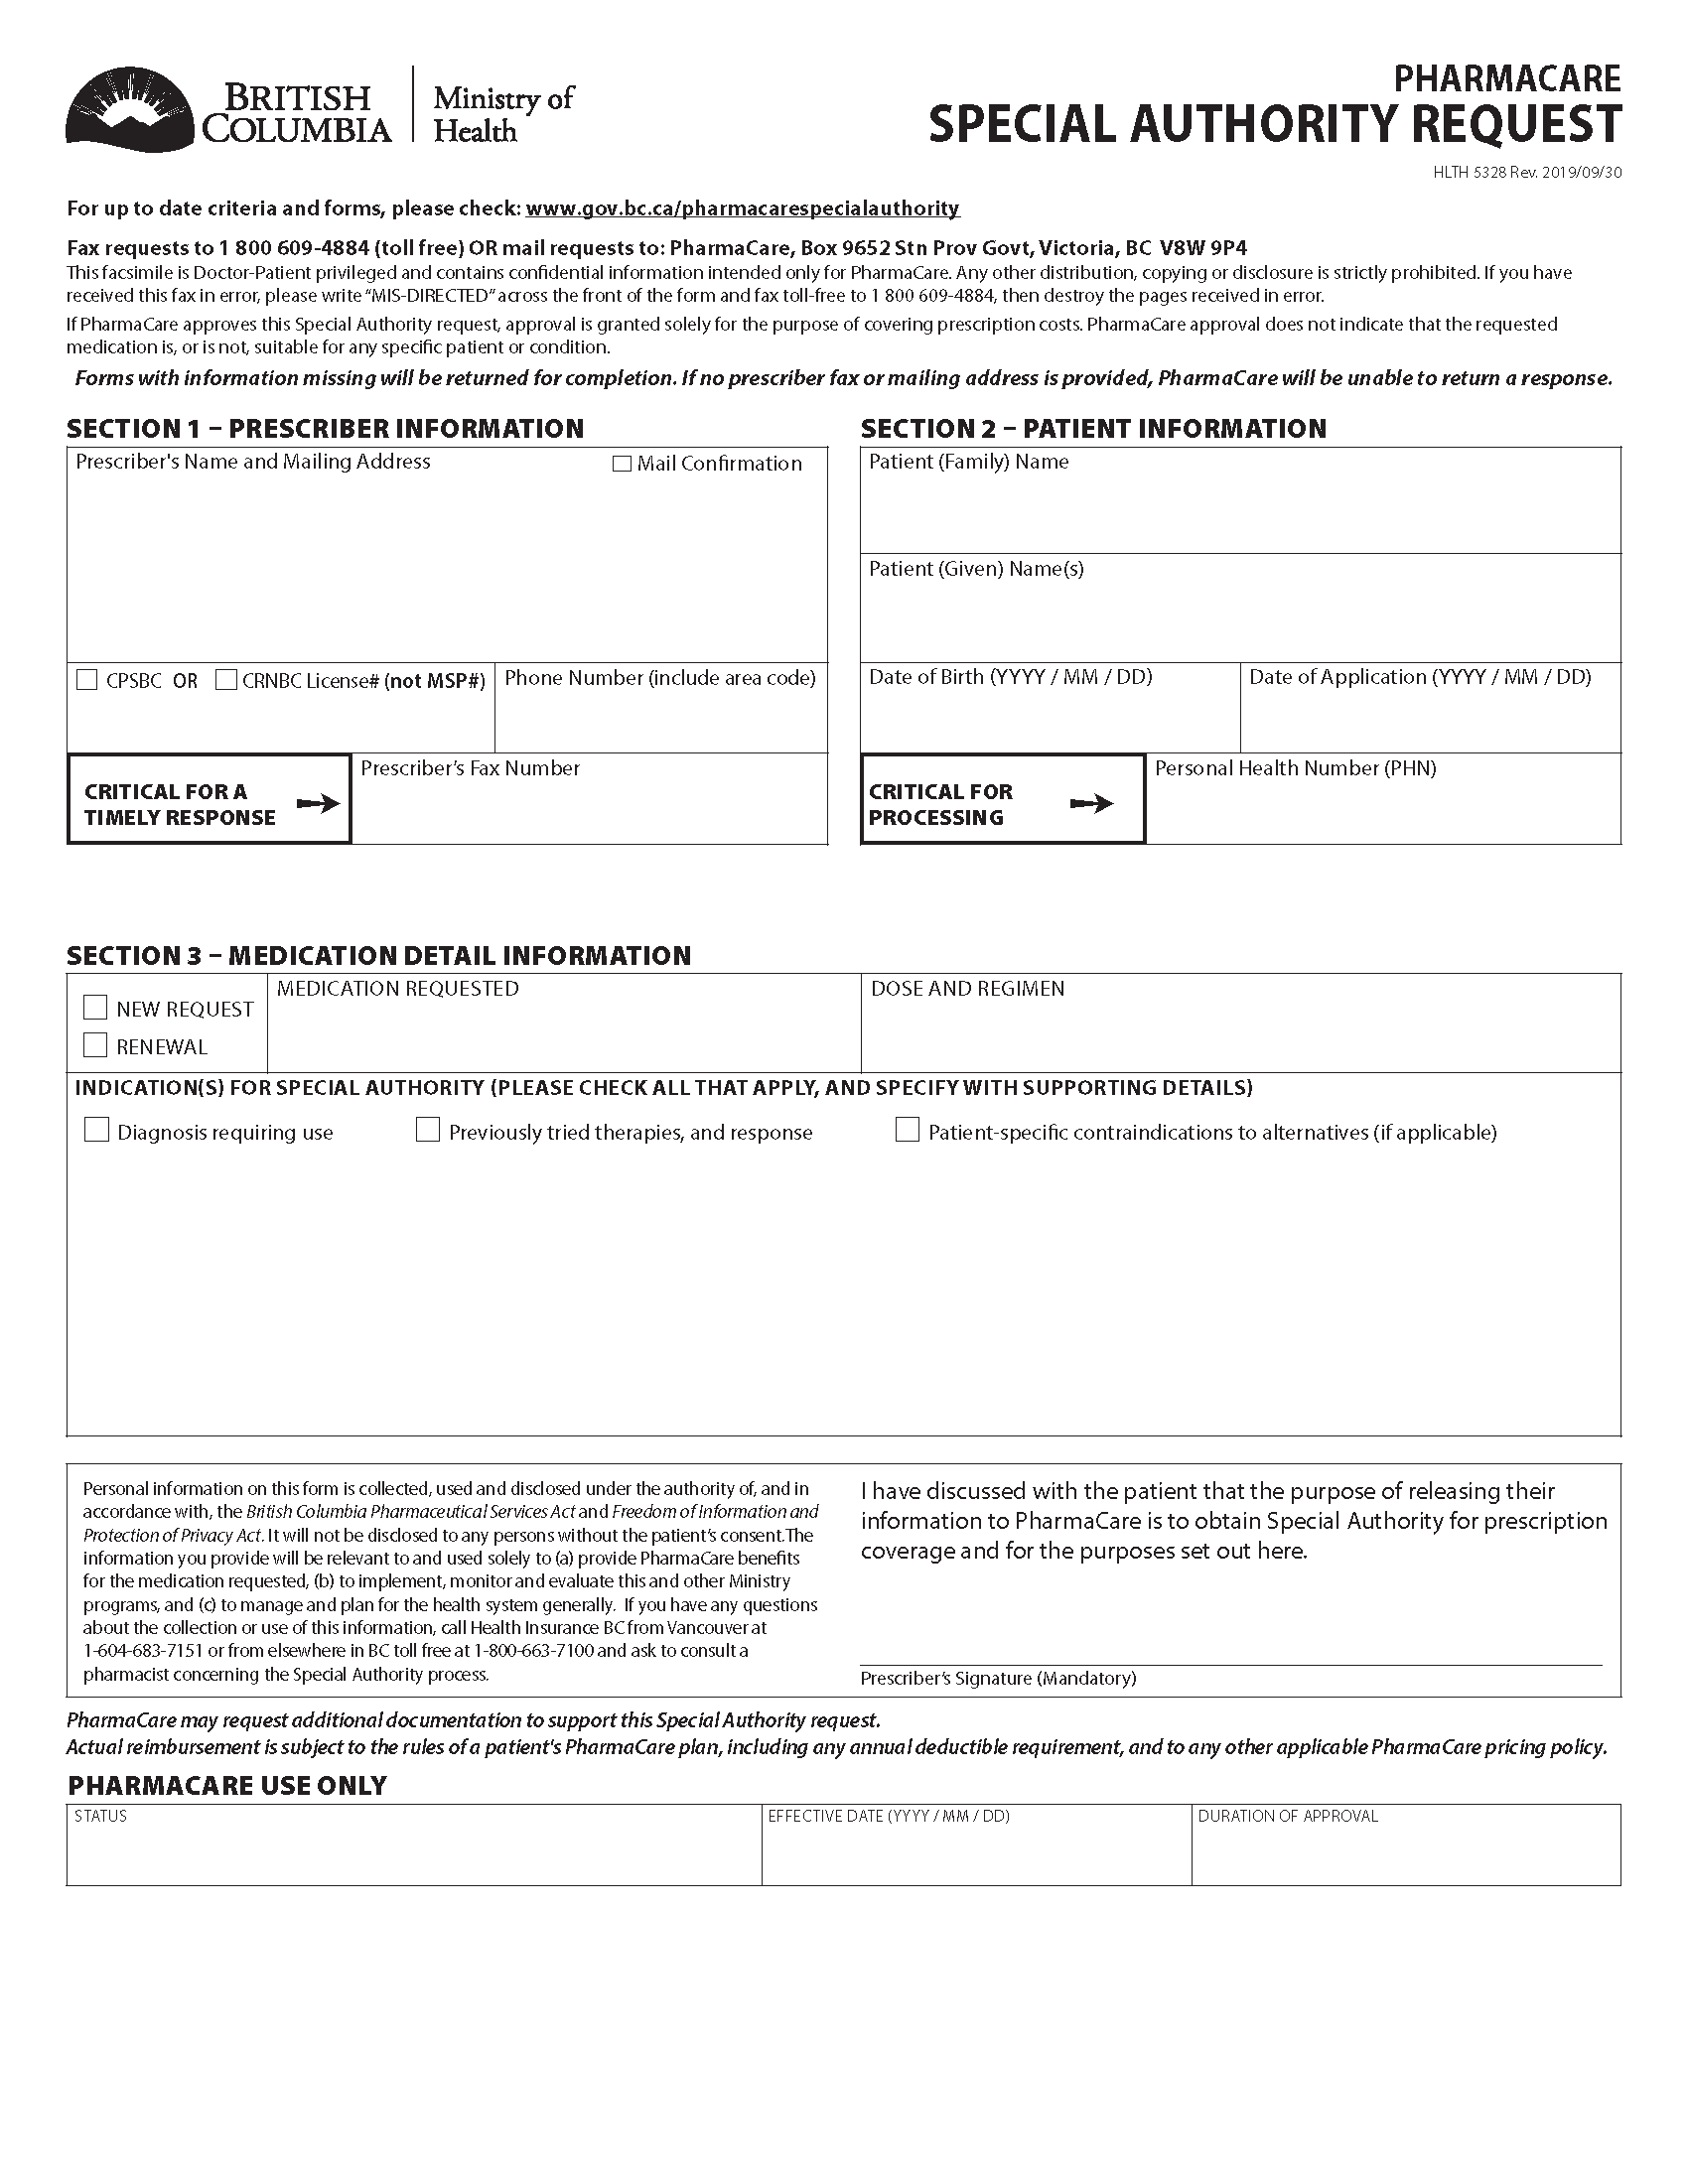 BRITISH
COLUMBIA
Ministry of
Health
PHARMACARE
SPECIAL AUTHORITY REQUEST
HLTH 5328 Rev. 2019/09/30
For up to date criteria and forms, please check: www.gov.bc.ca/pharmacarespecialauthority
Fax requests to 1 800 609-4884 (toll free) OR mail requests to: PharmaCare, Box 9652 Stn Prov Govt, Victoria, BC V8W 9P4
This facsimile is Doctor-Patient privileged and contains confidential information intended only for PharmaCare. Any other distribution, copying or disclosure is strictly prohibited. If you have
received this fax in error, please write “MIS-DIRECTED” across the front of the form and fax toll-free to 1 800 609-4884, then destroy the pages received in error.
If PharmaCare approves this Special Authority request, approval is granted solely for the purpose of covering prescription costs. PharmaCare approval does not indicate that the requested
medication is, or is not, suitable for any specific patient or condition.
Forms with information missing will be returned for completion. If no prescriber fax or mailing address is provided, PharmaCare will be unable to return a response.
SECTION 1 – PRESCRIBER INFORMATION
Prescriber's Name and Mailing Address
Mail Confirmation
CPSBC OR CRNBC License# (not MSP#)
Phone Number (include area code)
CRITICAL FOR A
TIMELY RESPONSE
Prescriber’s Fax Number
SECTION 2 – PATIENT INFORMATION
Patient (Family) Name
Patient (Given) Name(s)
Date of Birth (YYYY / MM / DD)
Date of Application (YYYY / MM / DD)
CRITICAL FOR
PROCESSING
Personal Health Number (PHN)
SECTION 3 – MEDICATION DETAIL INFORMATION
NEW REQUEST
RENEWAL
MEDICATION REQUESTED
DOSE AND REGIMEN
INDICATION(S) FOR SPECIAL AUTHORITY (PLEASE CHECK ALL THAT APPLY, AND SPECIFY WITH SUPPORTING DETAILS)
Diagnosis requiring use
Previously tried therapies, and response
Patient-specific contraindications to alternatives (if applicable)
Personal information on this form is collected, used and disclosed under the authority of, and in
accordance with, the British Columbia Pharmaceutical Services Act and Freedom of Information and
Protection of Privacy Act. It will not be disclosed to any persons without the patient’s consent.The
information you provide will be relevant to and used solely to (a) provide PharmaCare benefits
for the medication requested, (b) to implement, monitor and evaluate this and other Ministry
programs, and (c) to manage and plan for the health system generally. If you have any questions
about the collection or use of this information, call Health Insurance BC from Vancouver at
1-604-683-7151 or from elsewhere in BC toll free at 1-800-663-7100 and ask to consult a
pharmacist concerning the Special Authority process.
I have discussed with the patient that the purpose of releasing their
information to PharmaCare is to obtain Special Authority for prescription
coverage and for the purposes set out here.
Prescriber’s Signature (Mandatory)
PharmaCare may request additional documentation to support this Special Authority request.
Actual reimbursement is subject to the rules of a patient's PharmaCare plan, including any annual deductible requirement, and to any other applicable PharmaCare pricing policy.
PHARMACARE USE ONLY
STATUS
EFFECTIVE DATE (YYYY / MM / DD)
DURATION OF APPROVAL